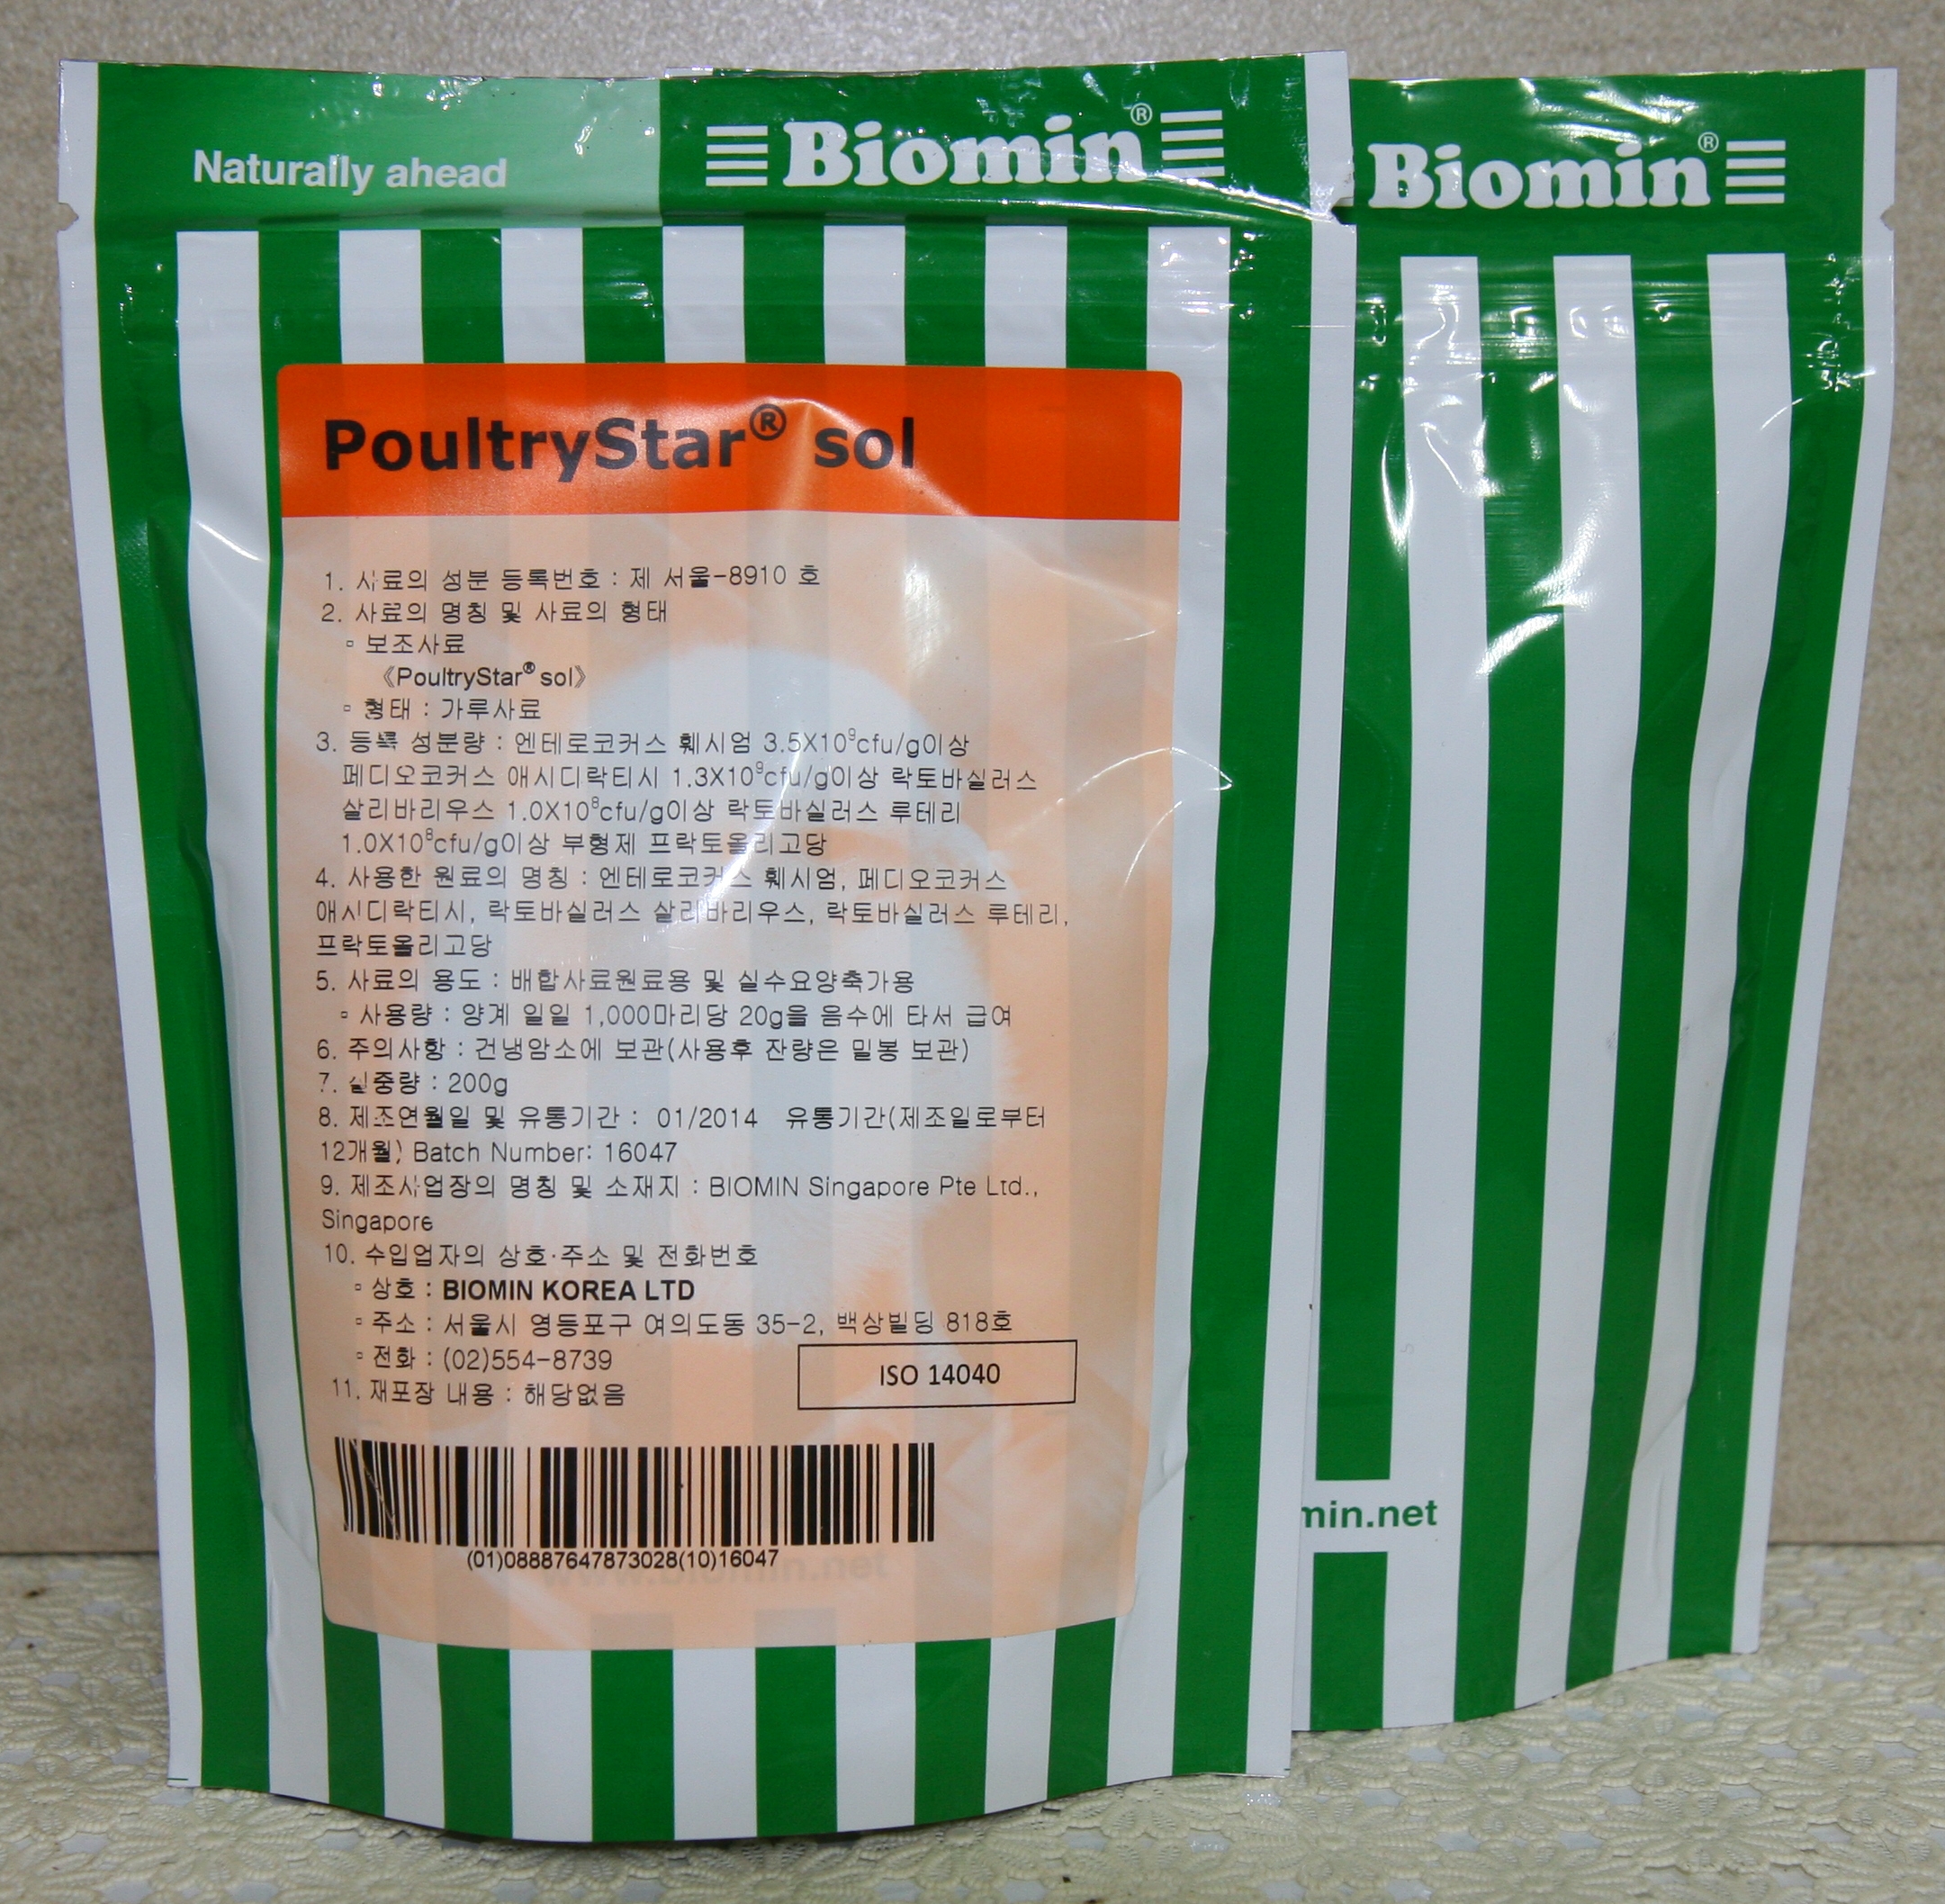 Naturally ahead
Biomin®
Biomin®
PoultryStar® sol
1. 사료의 성분 등록번호 : 제 서울-8910 호
2. 사료의 명칭 및 사료의 형태
▫ 보조사료
《PoultryStar® sol》
▫ 형태 : 가루사료
3. 등록 성분량 : 엔테로코커스 훼시엄 3.5X10⁹cfu/g이상
페디오코커스 애시디락티시 1.3X10⁹cfu/g이상 락토바실러스
살리바리우스 1.0X10⁸cfu/g이상 락토바실러스 루테리
1.0X10⁸cfu/g이상 부형제 프락토올리고당
4. 사용한 원료의 명칭 : 엔테로코커스 훼시엄, 페디오코커스
애시디락티시, 락토바실러스 살리바리우스, 락토바실러스 루테리,
프락토올리고당
5. 사료의 용도 : 배합사료원료용 및 실수요양축가용
▫ 사용량 : 양계 일일 1,000마리당 20g을 음수에 타서 급여
6. 주의사항 : 건냉암소에 보관(사용후 잔량은 밀봉 보관)
7. 실중량 : 200g
8. 제조연월일 및 유통기간 : 01/2014 유통기간(제조일로부터
12개월) Batch Number: 16047
9. 제조사업장의 명칭 및 소재지 : BIOMIN Singapore Pte Ltd.,
Singapore
10. 수입업자의 상호·주소 및 전화번호
▫ 상호 : BIOMIN KOREA LTD
▫ 주소 : 서울시 영등포구 여의도동 35-2, 백상빌딩 818호
▫ 전화 : (02)554-8739
11. 재포장 내용 : 해당없음
ISO 14040
(01)08887647873028(10)16047
www.biomin.net
min.net